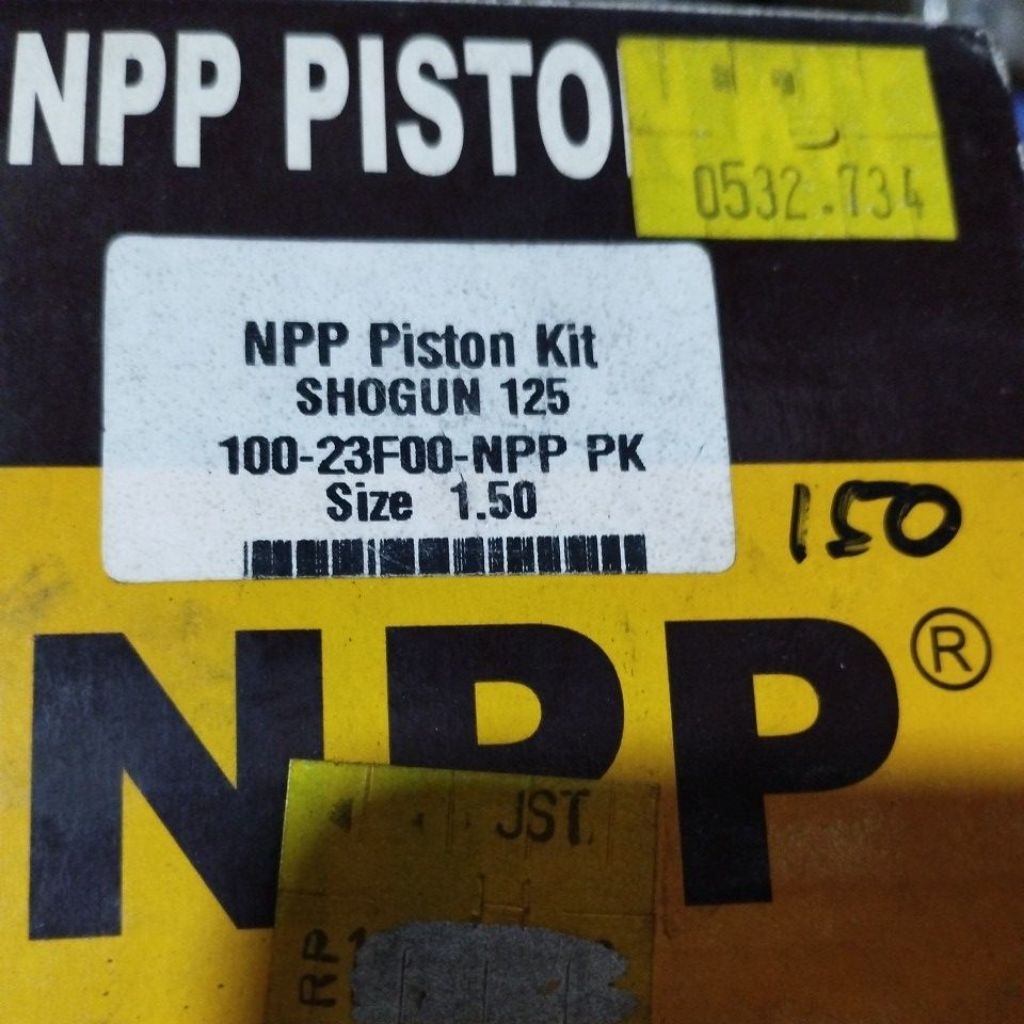 NPP PISTO
0532.734
NPP Piston Kit
SHOGUN 125
100-23F00-NPP PK
Size 1.50
150
NPP®
JST
RP1